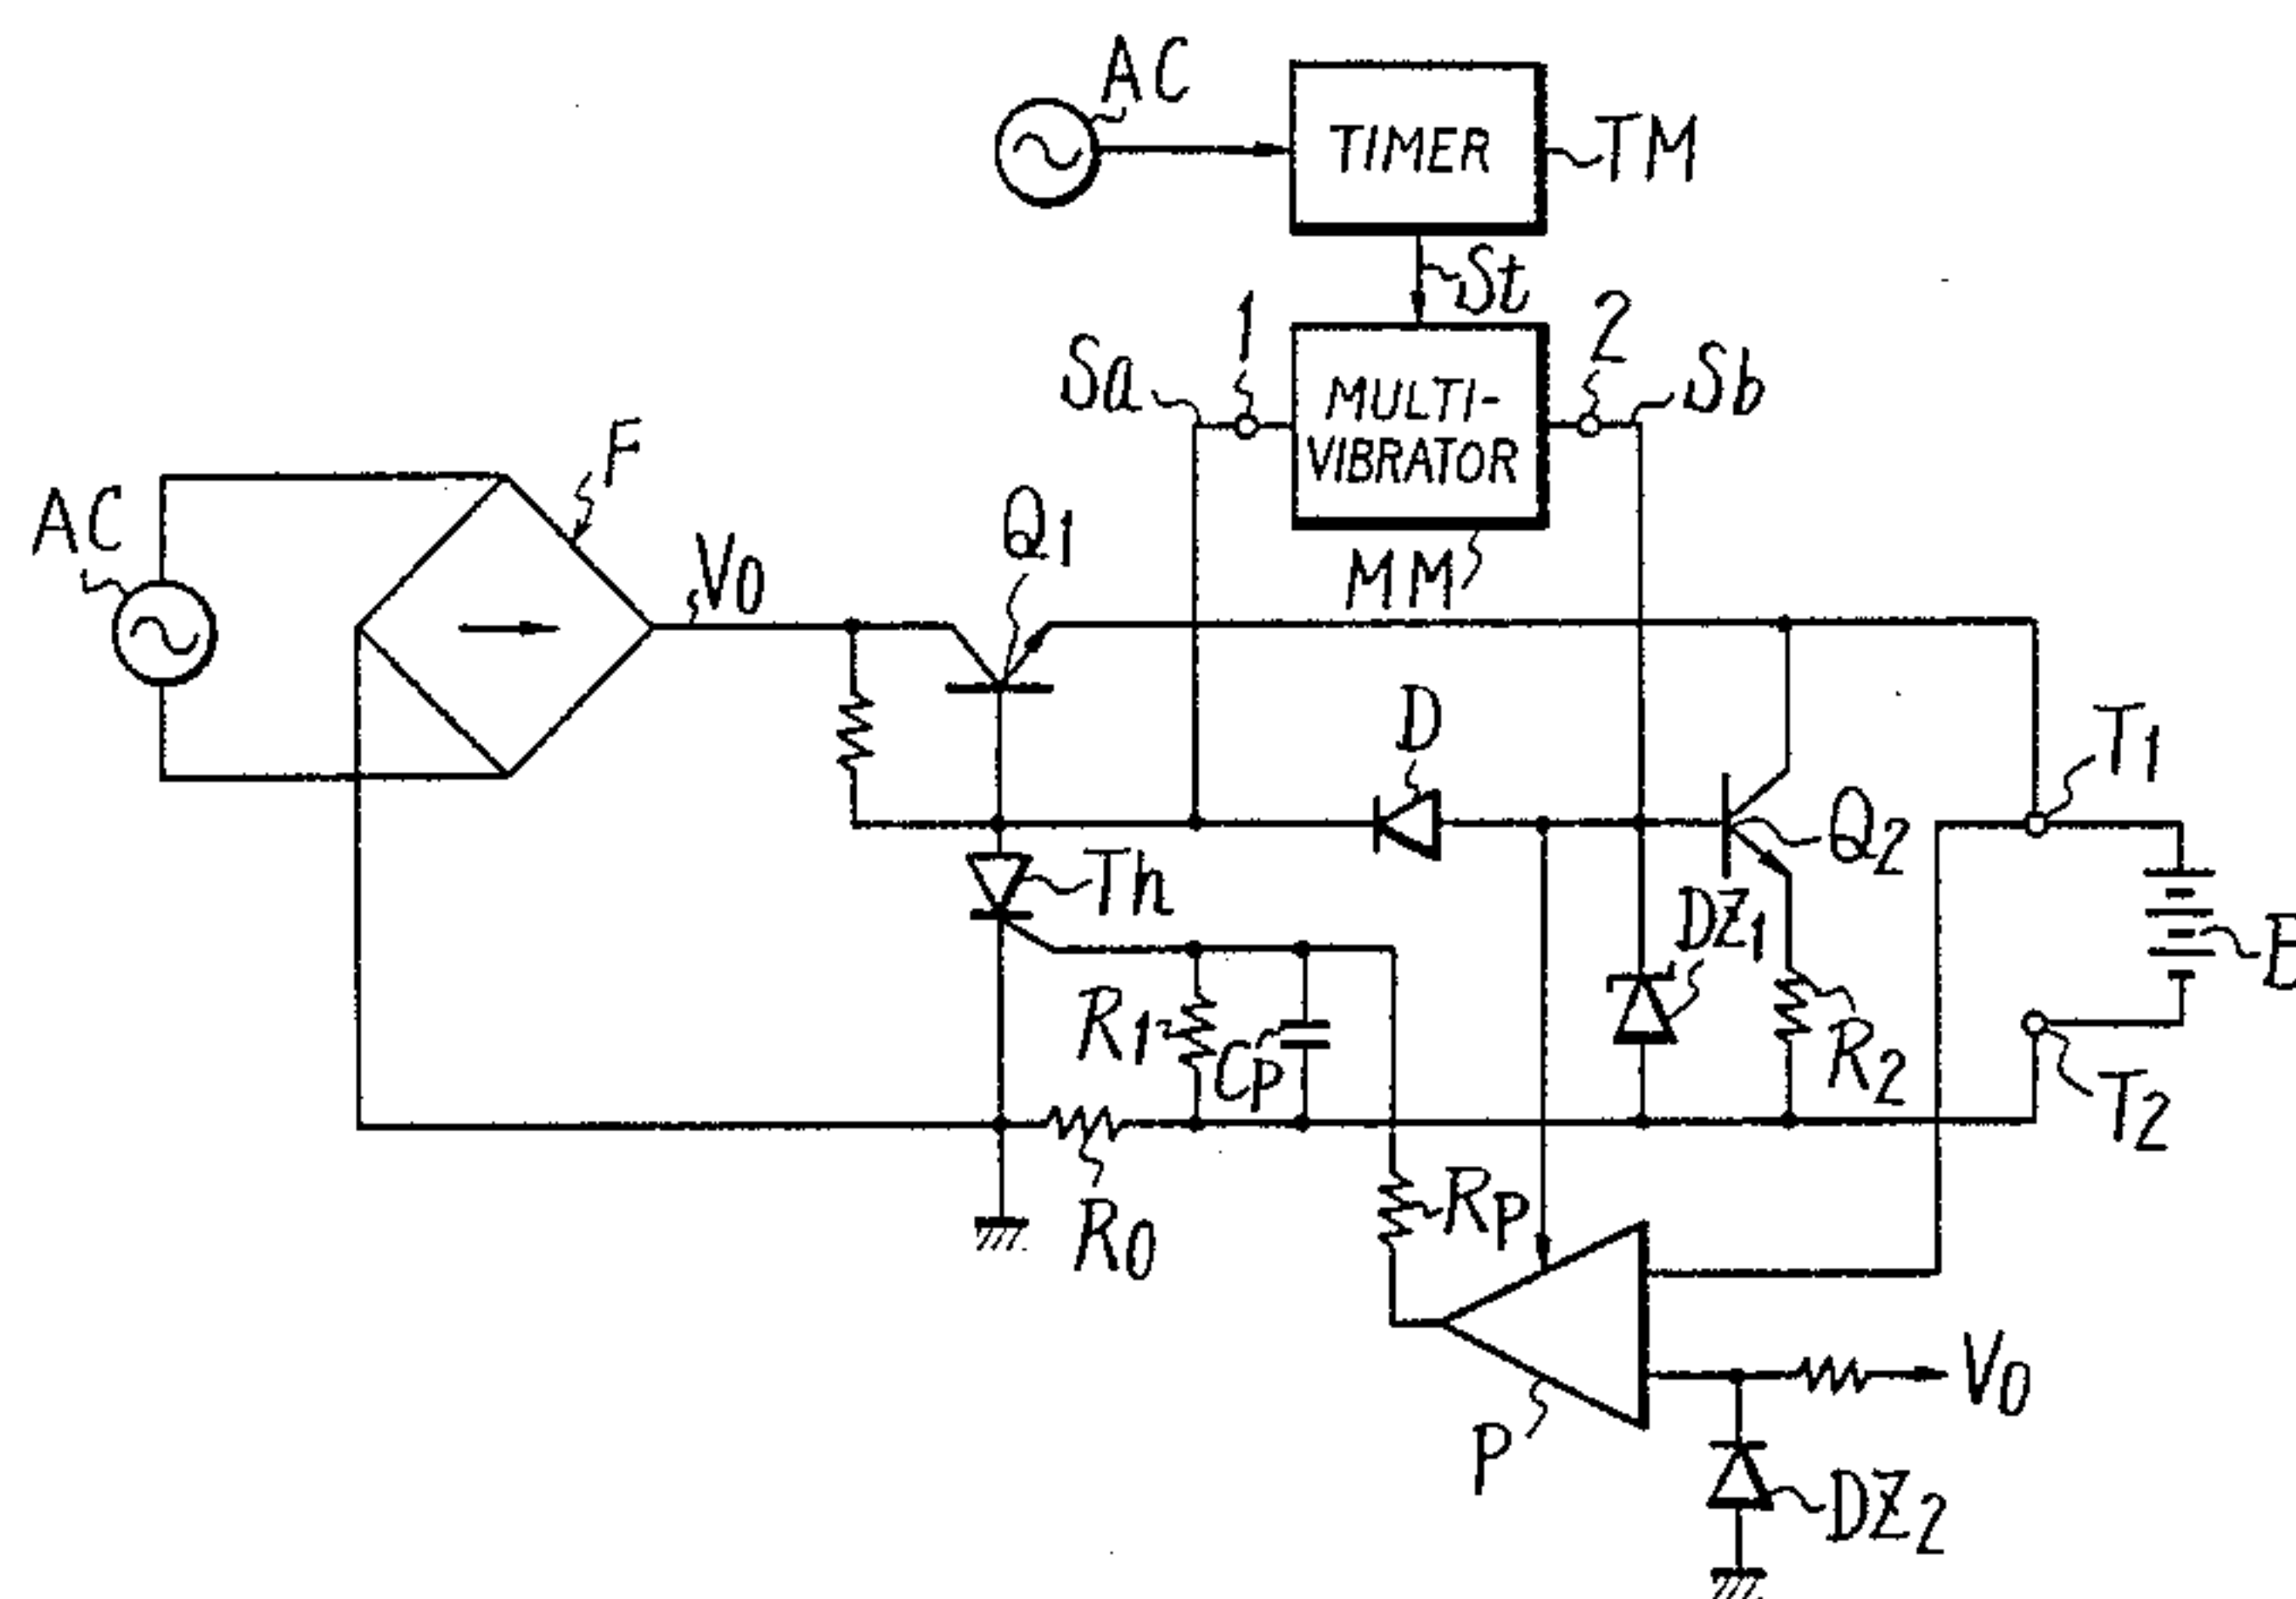 AC
TIMER
TM
St
1
2
Sa
Sb
MULTI-
VIBRATOR
MM
F
AC
V0
Q1
D
T1
Q2
Th
DZ1
R1
CP
R2
T2
R0
RP
V0
P
DZ2